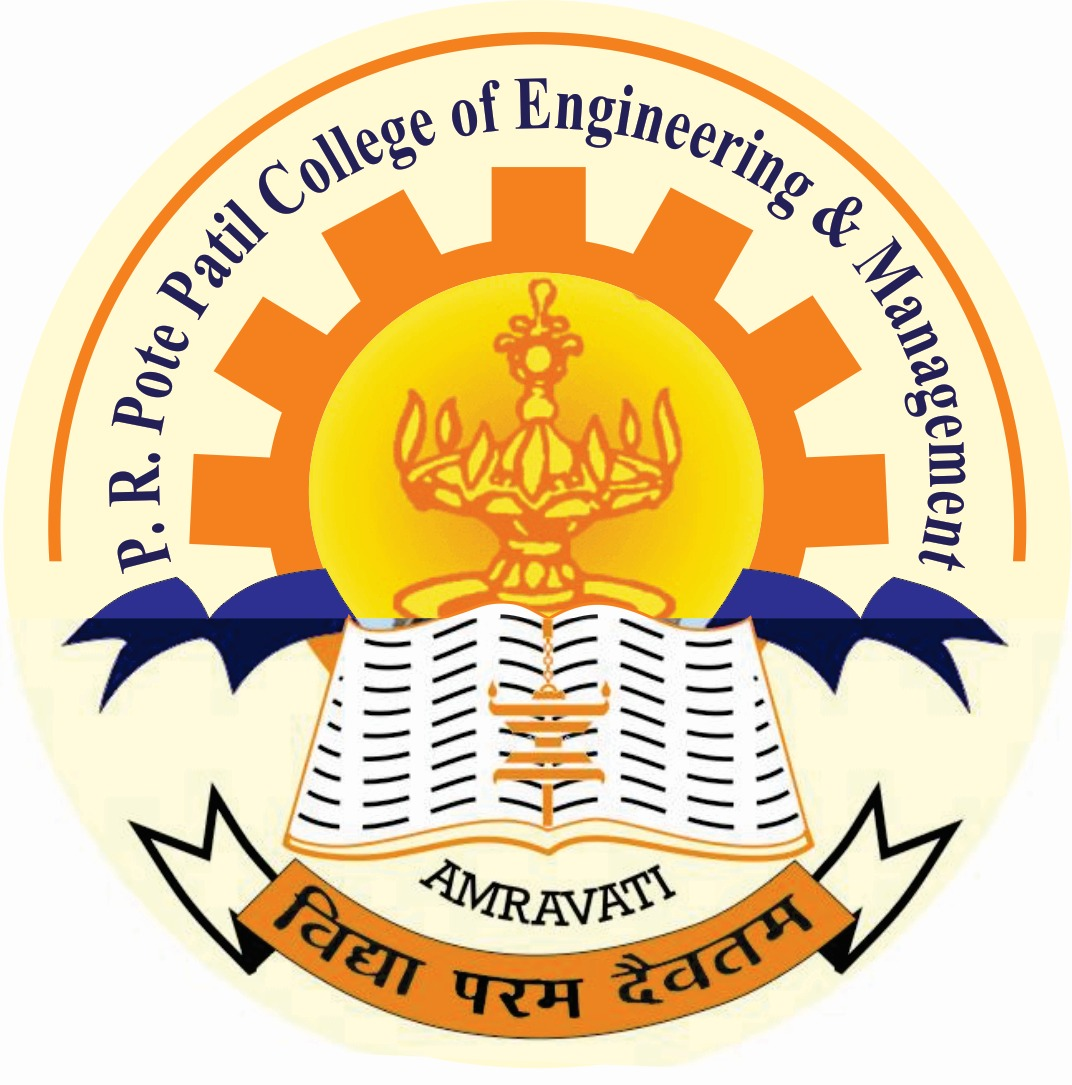 P. R. Pote Patil College of Engineering & Management
AMRAVATI
विद्या परम दैवतम